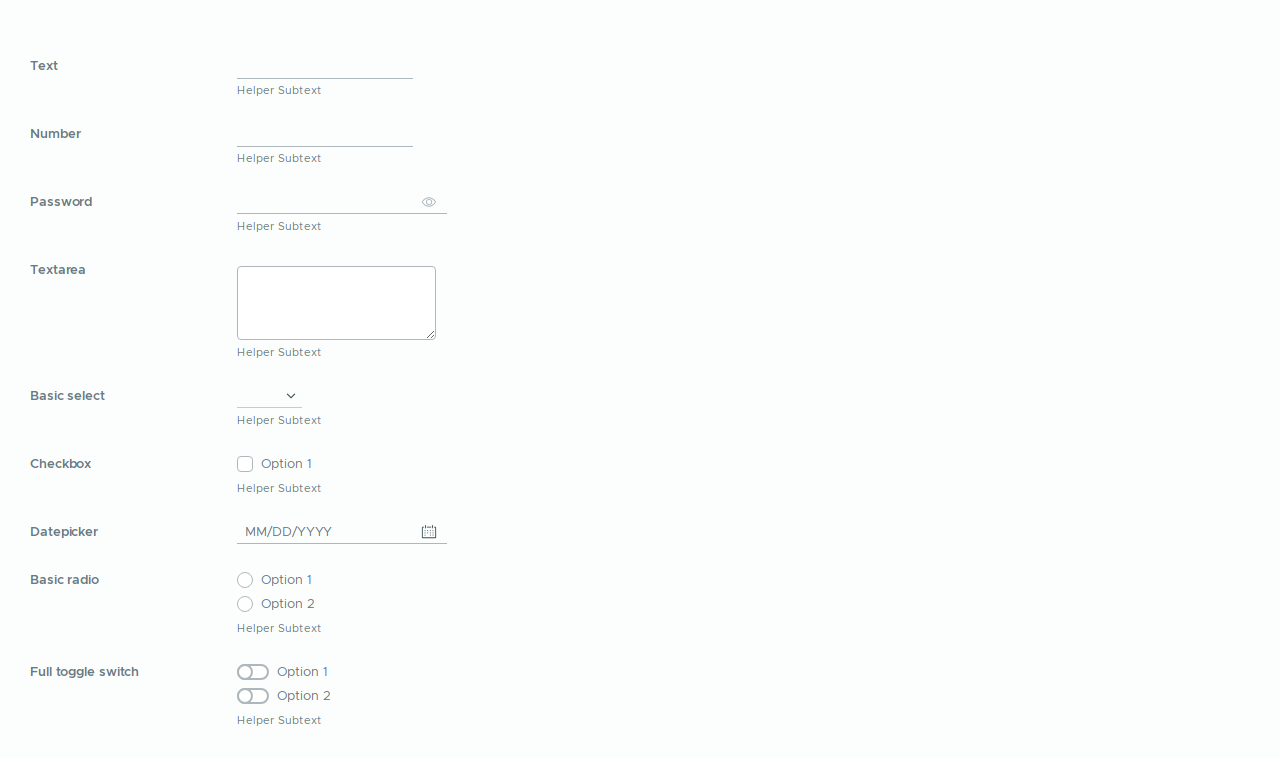 Text
Helper Subtext
Number
Helper Subtext
Password
Helper Subtext
Textarea
Helper Subtext
Basic select
Helper Subtext
Checkbox
Option 1
Helper Subtext
Datepicker
MM/DD/YYYY
Basic radio
Option 1
Option 2
Helper Subtext
Full toggle switch
Option 1
Option 2
Helper Subtext